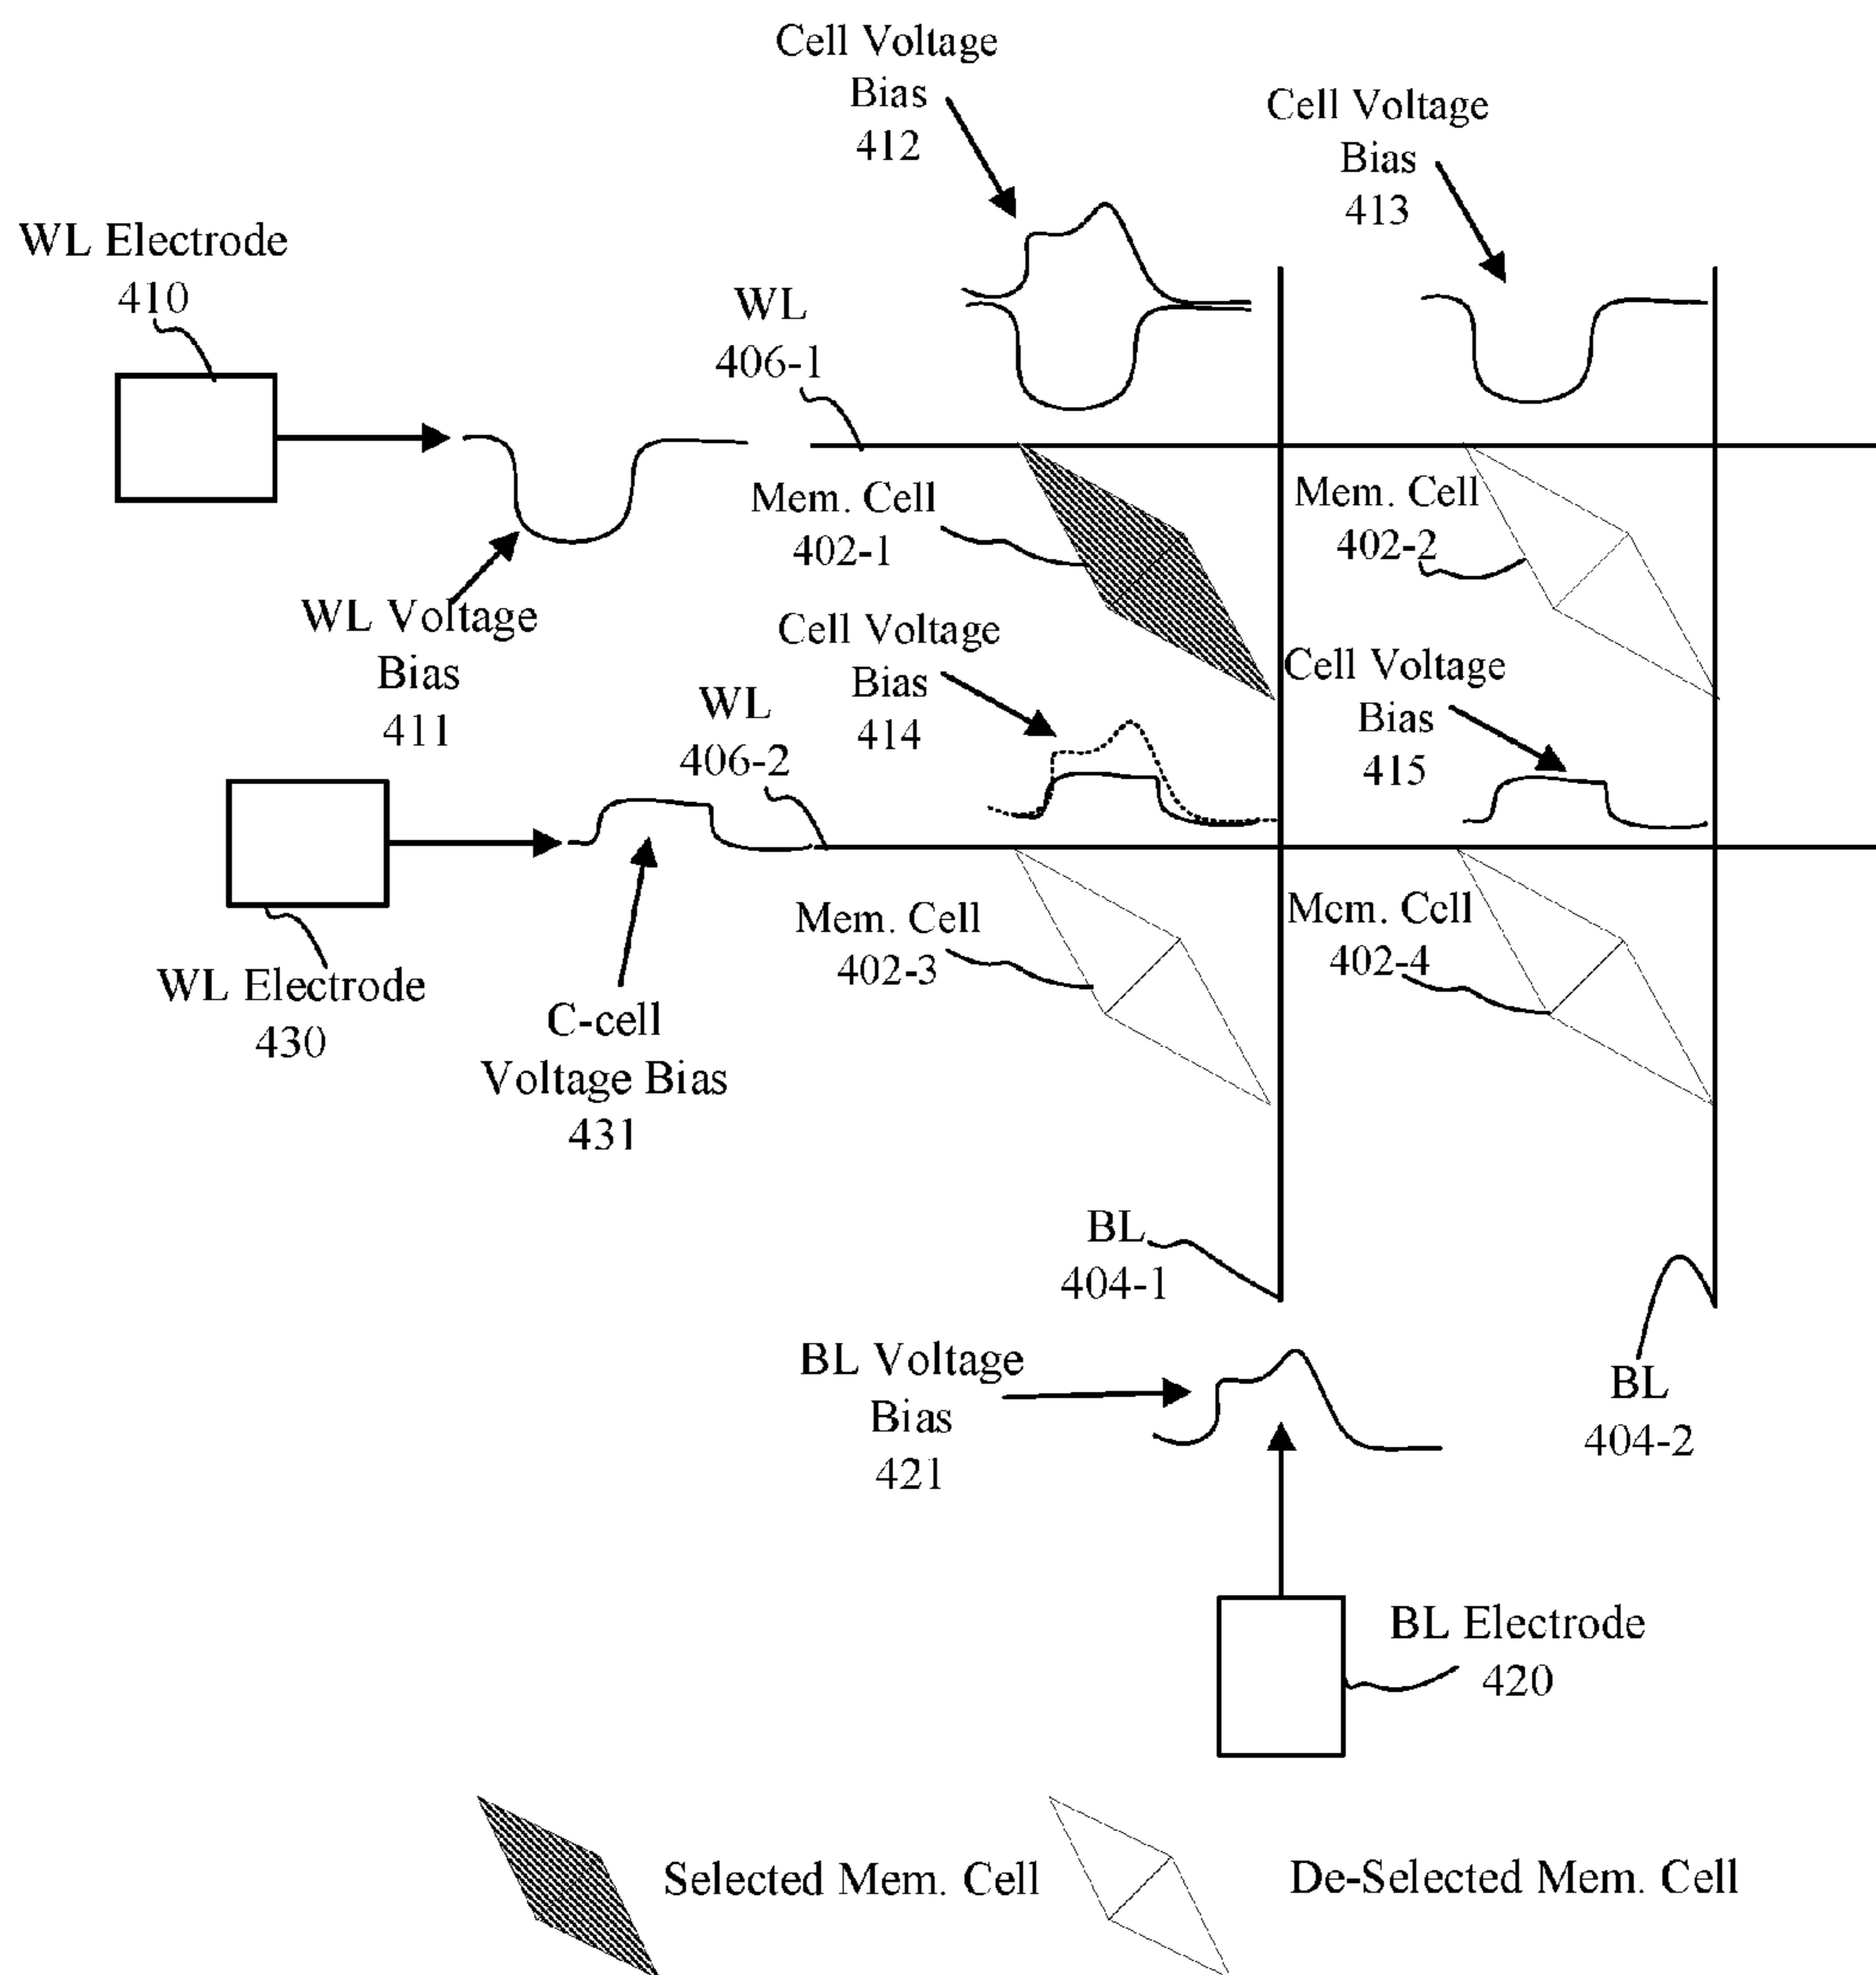 Cell Voltage
Bias
412
Cell Voltage
Bias
413
WL Electrode
410
WL
406-1
Mem. Cell
402-1
Mem. Cell
402-2
WL Voltage
Bias
411
Cell Voltage
Bias
414
Cell Voltage
Bias
415
WL
406-2
Mem. Cell
402-3
Mem. Cell
402-4
WL Electrode
430
C-cell
Voltage Bias
431
BL
404-1
BL Voltage
Bias
421
BL
404-2
BL Electrode
420
Selected Mem. Cell
De-Selected Mem. Cell